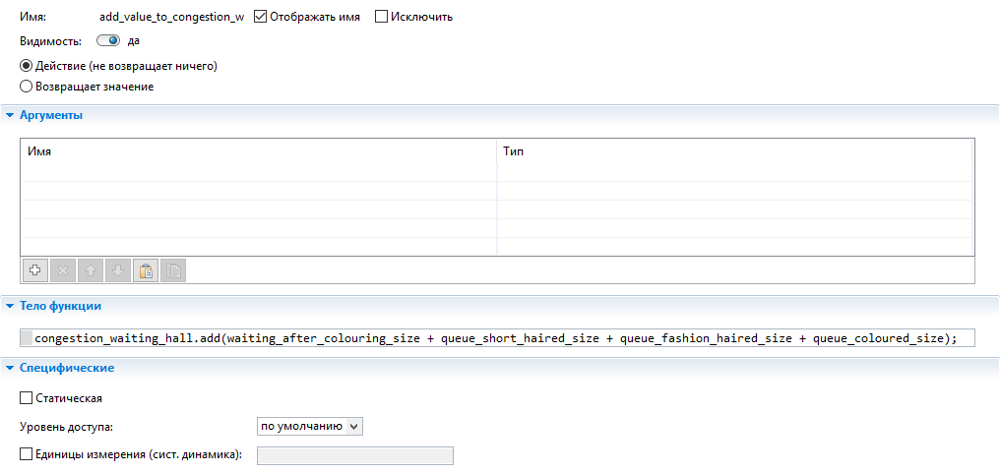 Имя: add_value_to_congestion_w Отображать имя Исключить
Видимость: да
Действие (не возвращает ничего)
Возвращает значение
Аргументы
Имя Тип
Тело функции
congestion_waiting_hall.add(waiting_after_colouring_size + queue_short_haired_size + queue_fashion_haired_size + queue_coloured_size);
Специфические
Статическая
Уровень доступа: по умолчанию
Единицы измерения (сист. динамика):